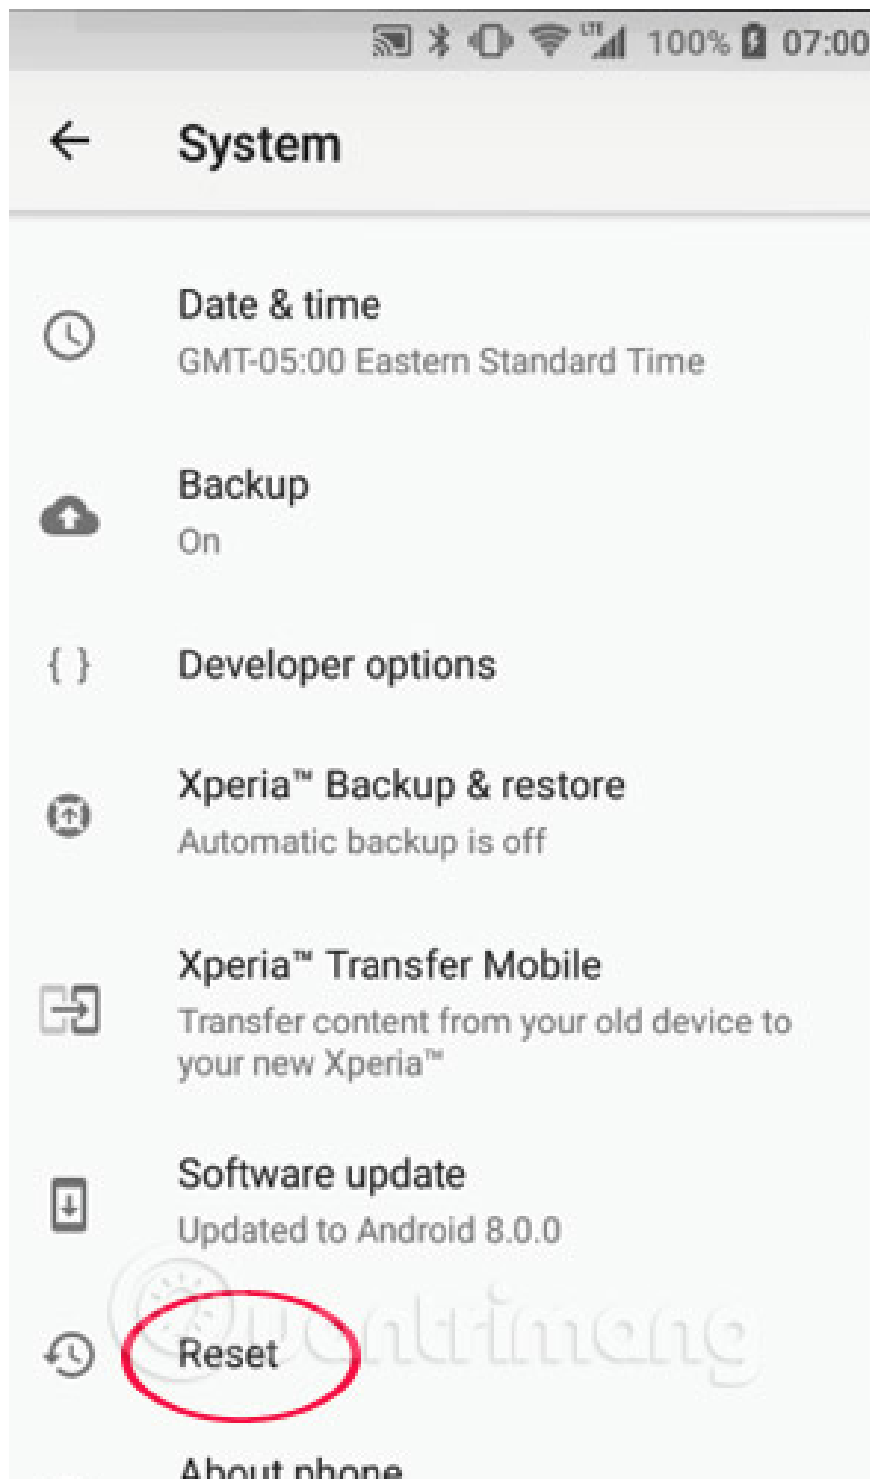 LTE 100% 07:00
System
Date & time
GMT-05:00 Eastern Standard Time
Backup
On
{ } Developer options
Xperia™ Backup & restore
Automatic backup is off
Xperia™ Transfer Mobile
Transfer content from your old device to
your new Xperia™
Software update
Updated to Android 8.0.0
Quantrimang
Reset
About phone